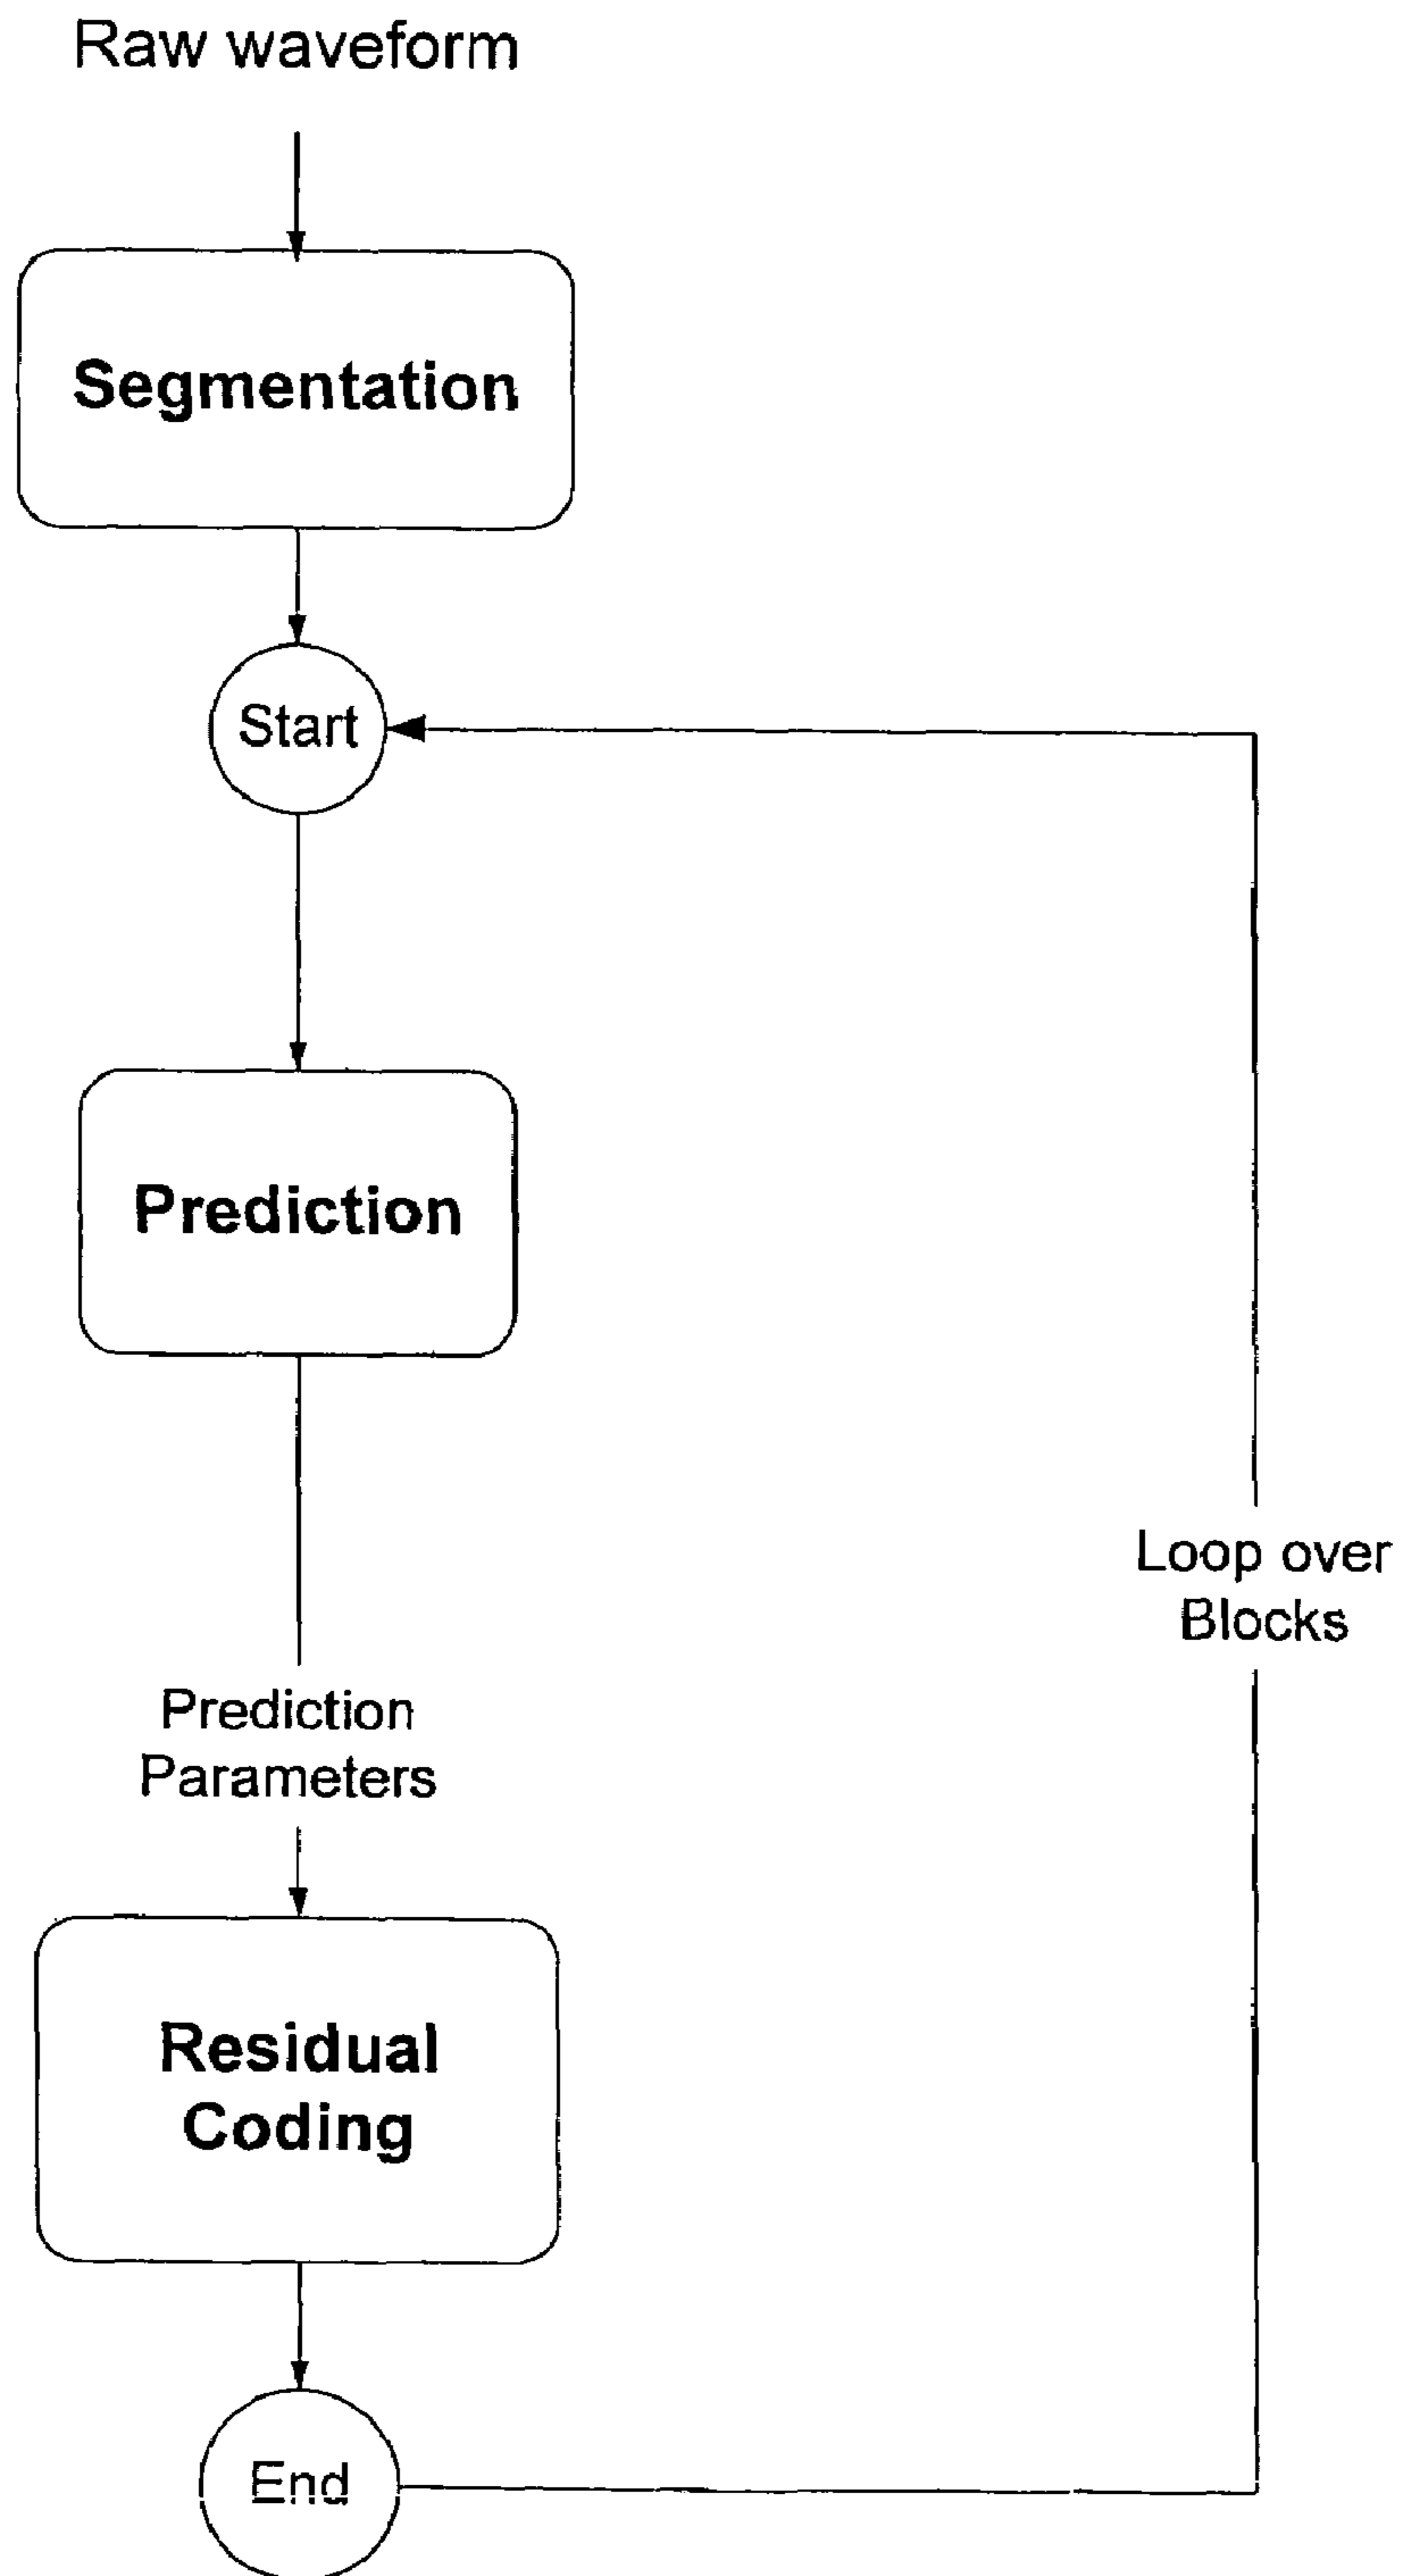 Raw waveform
Segmentation
Start
Prediction
Loop over
Blocks
Prediction
Parameters
Residual
Coding
End